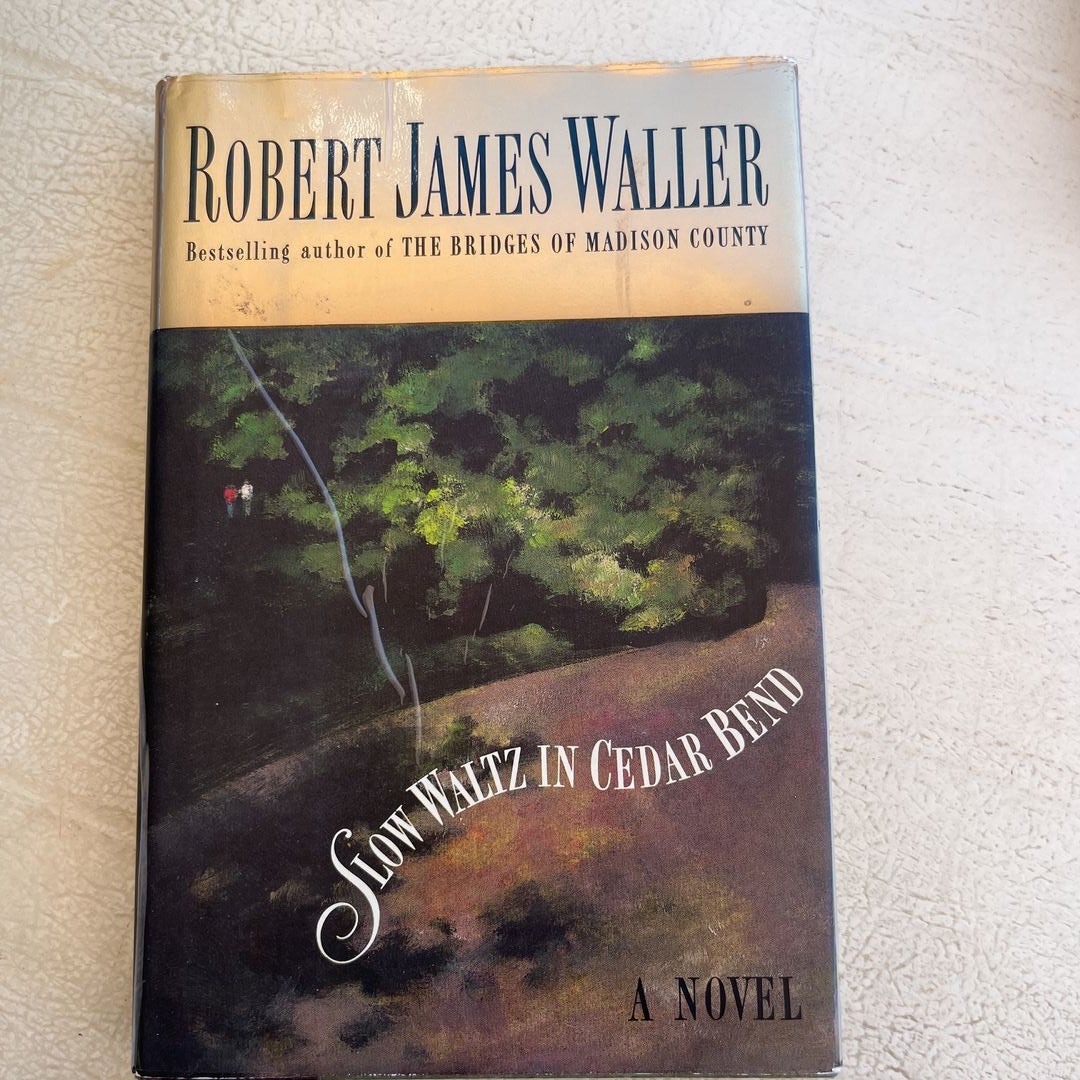 ROBERT JAMES WALLER
Bestselling author of THE BRIDGES OF MADISON COUNTY
SLOW WALTZ IN CEDAR BEND
A NOVEL